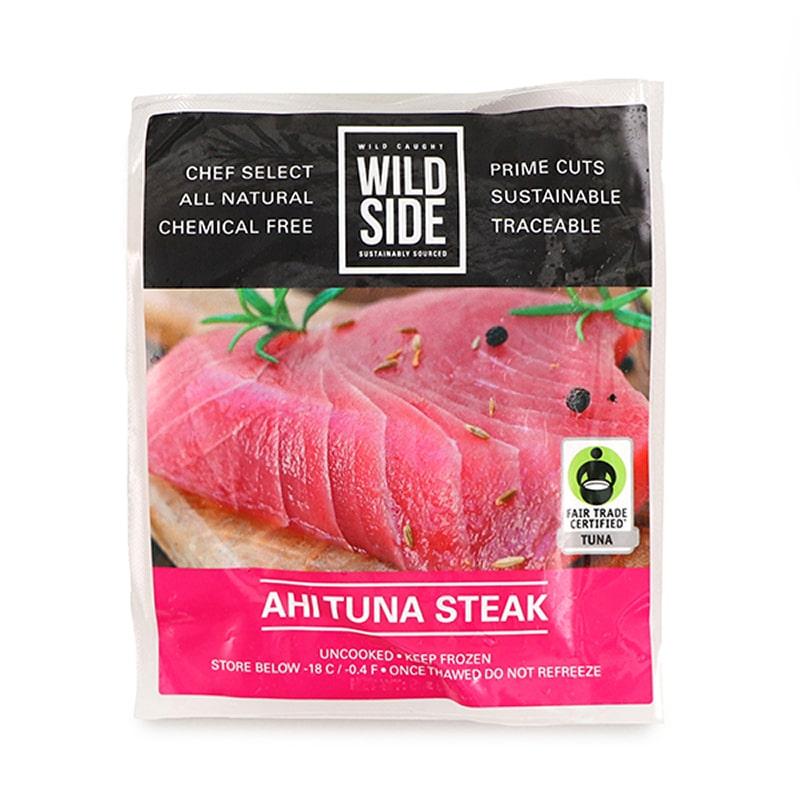 CHEF SELECT
ALL NATURAL
CHEMICAL FREE
WILD CAUGHT
WILD
SIDE
SUSTAINABLY SOURCED
PRIME CUTS
SUSTAINABLE
TRACEABLE
FAIR TRADE
CERTIFIED™
TUNA
AHI TUNA STEAK
UNCOOKED • KEEP FROZEN
STORE BELOW -18 C / -0.4 F • ONCE THAWED DO NOT REFREEZE